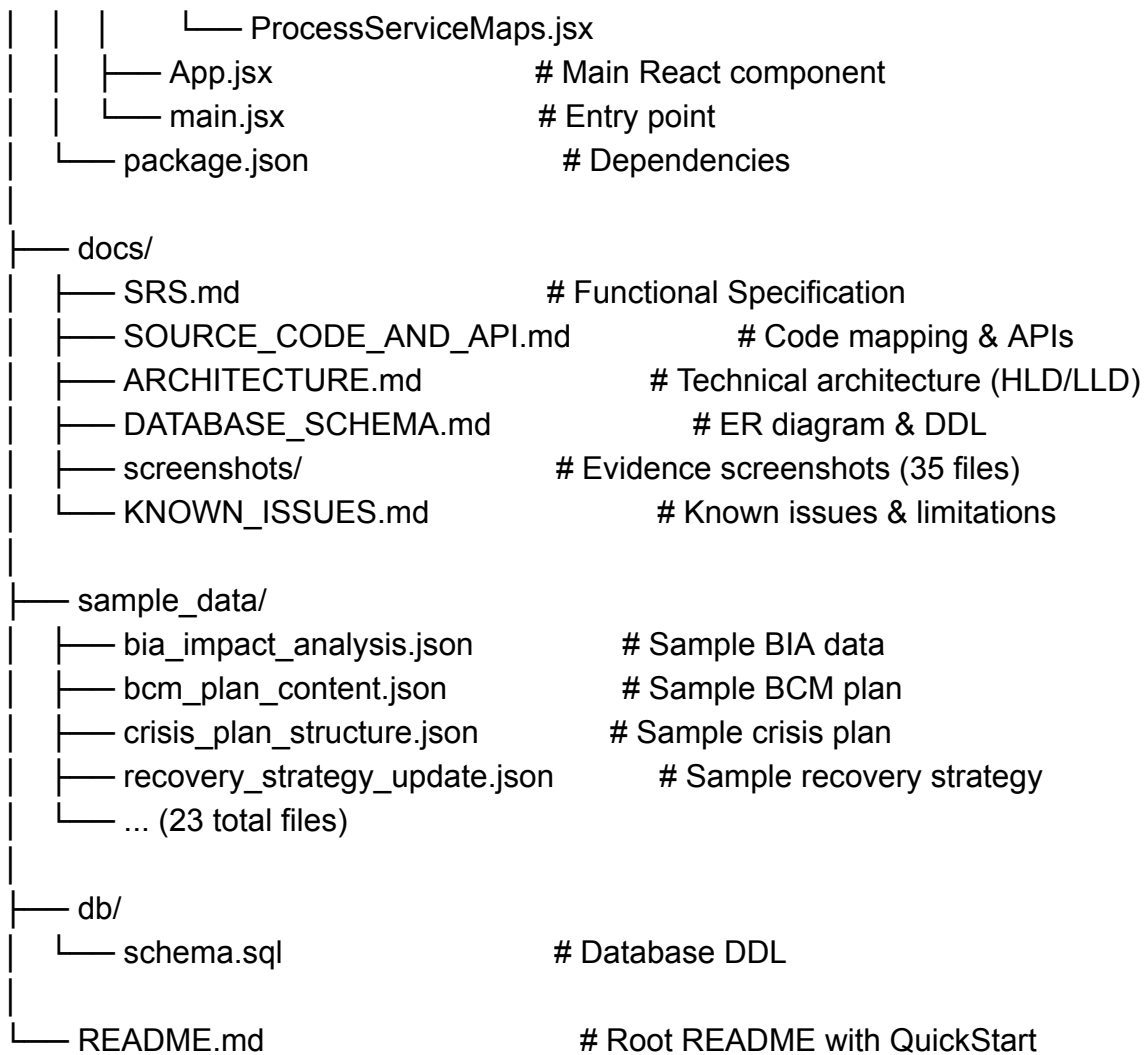 │   │   │       └── ProcessServiceMaps.jsx
│   │   ├── App.jsx                    # Main React component
│   │   └── main.jsx                   # Entry point
│   └── package.json                   # Dependencies
│
├── docs/
│   ├── SRS.md                         # Functional Specification
│   ├── SOURCE_CODE_AND_API.md         # Code mapping & APIs
│   ├── ARCHITECTURE.md                # Technical architecture (HLD/LLD)
│   ├── DATABASE_SCHEMA.md             # ER diagram & DDL
│   ├── screenshots/                   # Evidence screenshots (35 files)
│   └── KNOWN_ISSUES.md                # Known issues & limitations
│
├── sample_data/
│   ├── bia_impact_analysis.json       # Sample BIA data
│   ├── bcm_plan_content.json          # Sample BCM plan
│   ├── crisis_plan_structure.json     # Sample crisis plan
│   ├── recovery_strategy_update.json  # Sample recovery strategy
│   └── ... (23 total files)
│
├── db/
│   └── schema.sql                     # Database DDL
│
└── README.md                          # Root README with QuickStart